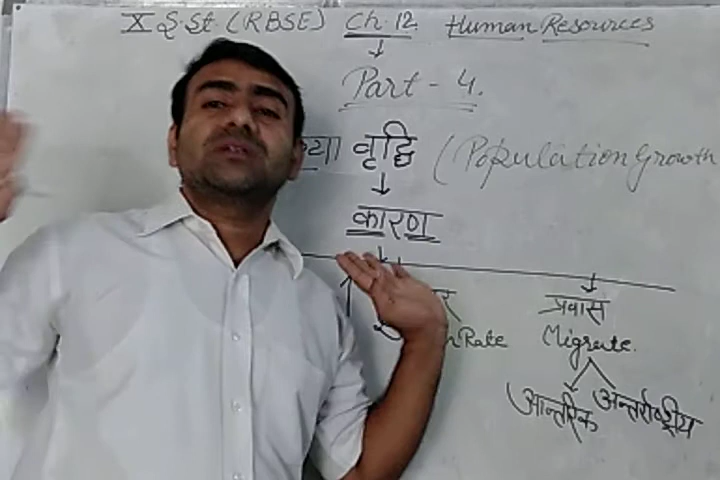 X S.St. (RBSE) Ch. 12. Human Resources
Part - 4.
वृद्धि (Population Growth
कारण
प्रवास
Rate Migrate.
आन्तरिक अन्तर्राष्ट्रीय